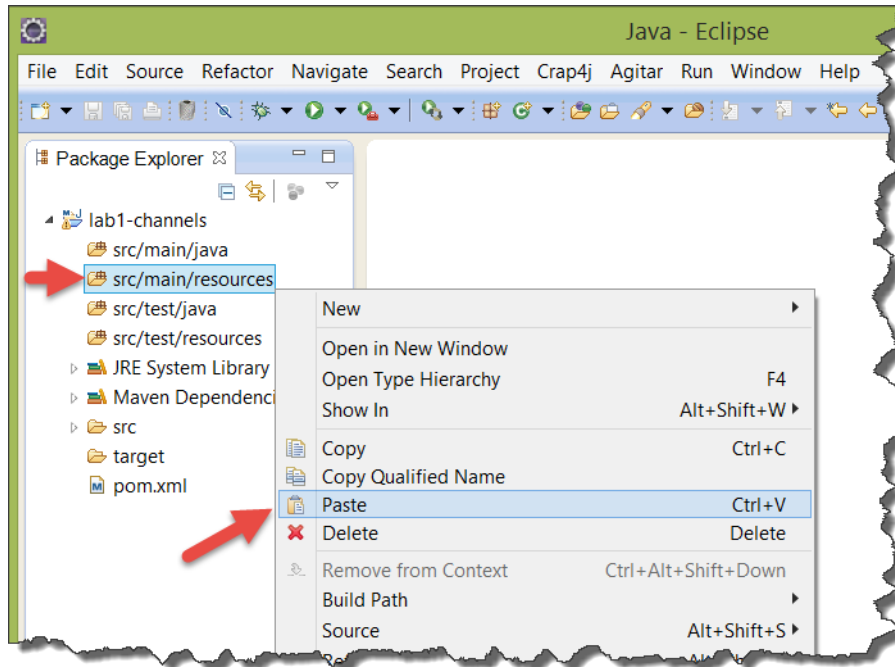 Java - Eclipse
File Edit Source Refactor Navigate Search Project Crap4j Agitar Run Window Help
Package Explorer
lab1-channels
src/main/java
src/main/resources
src/test/java
src/test/resources
JRE System Library
Maven Dependenci
src
target
pom.xml
New
Open in New Window
Open Type Hierarchy F4
Show In Alt+Shift+W
Copy Ctrl+C
Copy Qualified Name
Paste Ctrl+V
Delete Delete
Remove from Context Ctrl+Alt+Shift+Down
Build Path
Source Alt+Shift+S